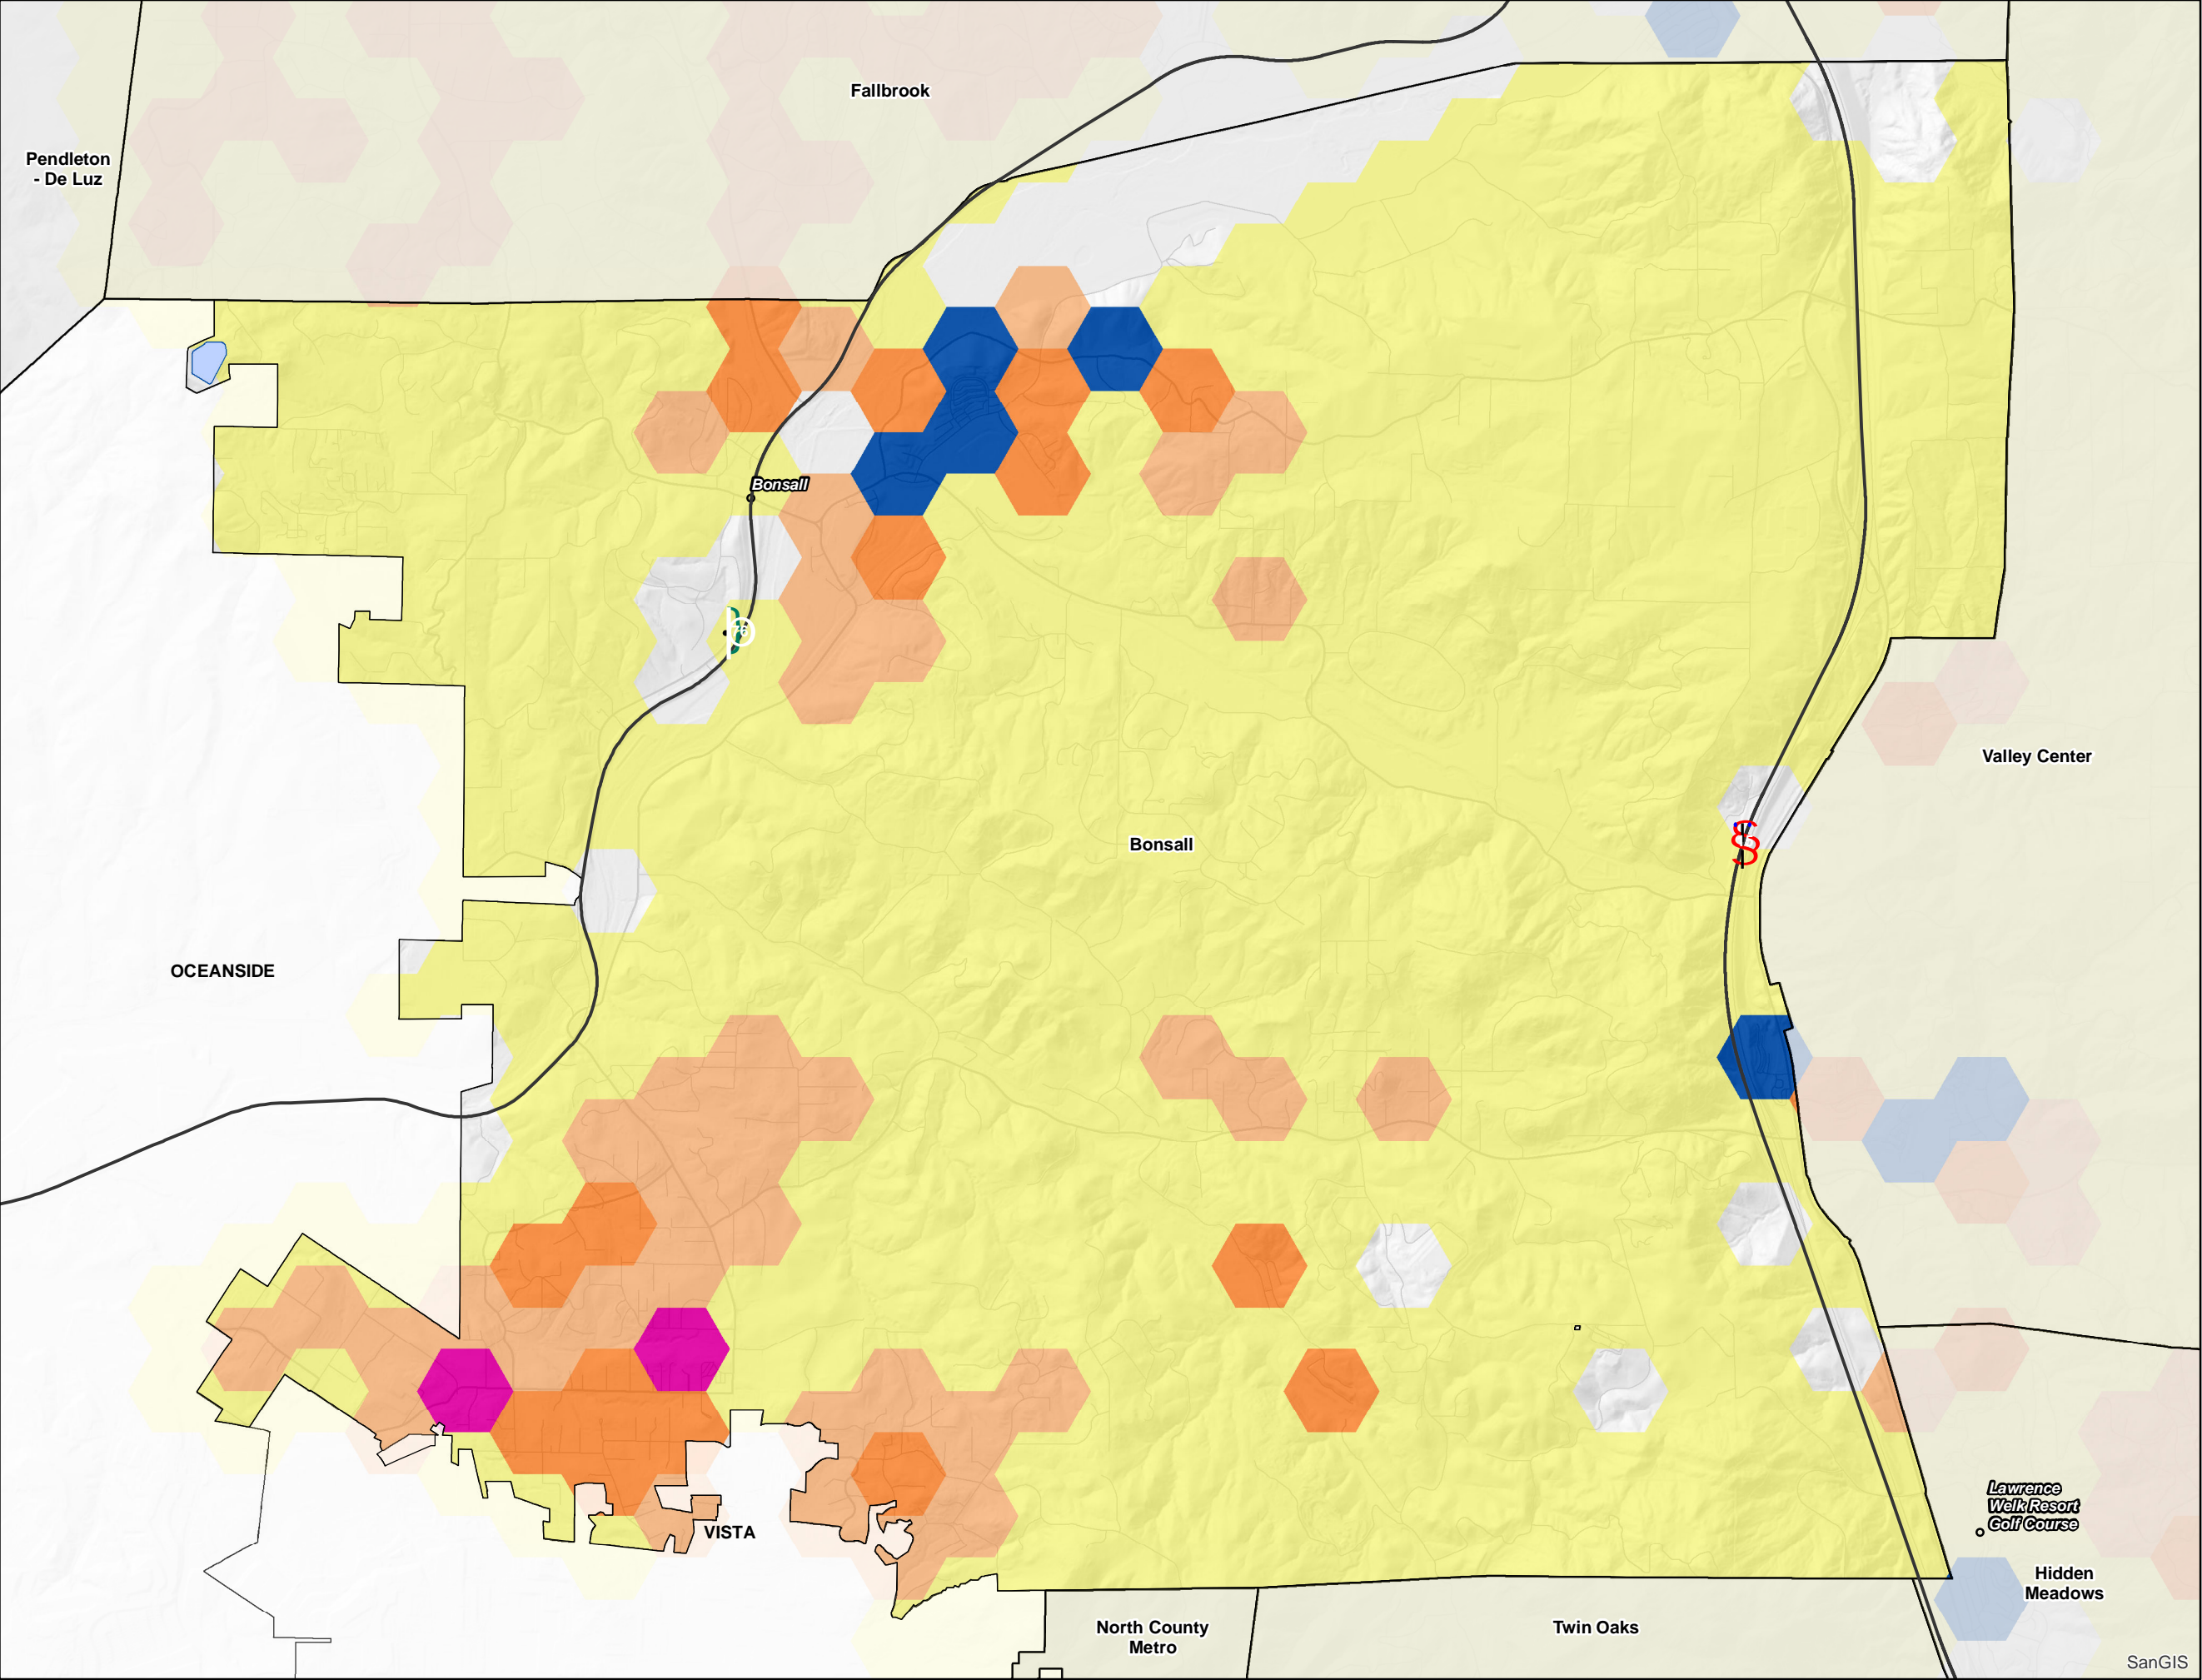 Fallbrook
Pendleton
- De Luz
Bonsall
Valley Center
Bonsall
OCEANSIDE
Lawrence
Welk Resort
Golf Course
VISTA
Hidden
Meadows
North County
Metro
Twin Oaks
SanGIS